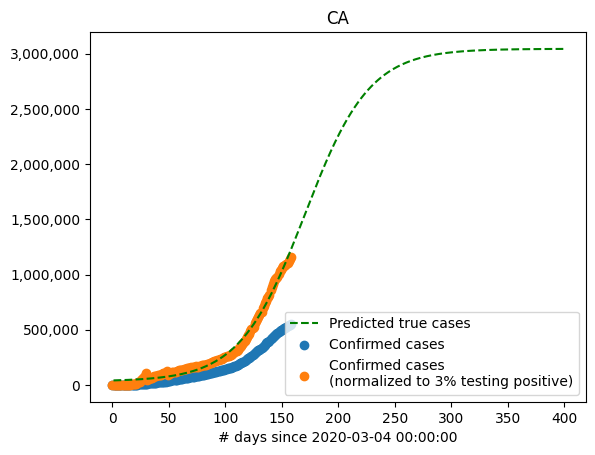 CA
3,000,000
2,500,000
2,000,000
1,500,000
1,000,000
500,000
0
Predicted true cases
Confirmed cases
Confirmed cases
(normalized to 3% testing positive)
0 50 100 150 200 250 300 350 400
# days since 2020-03-04 00:00:00